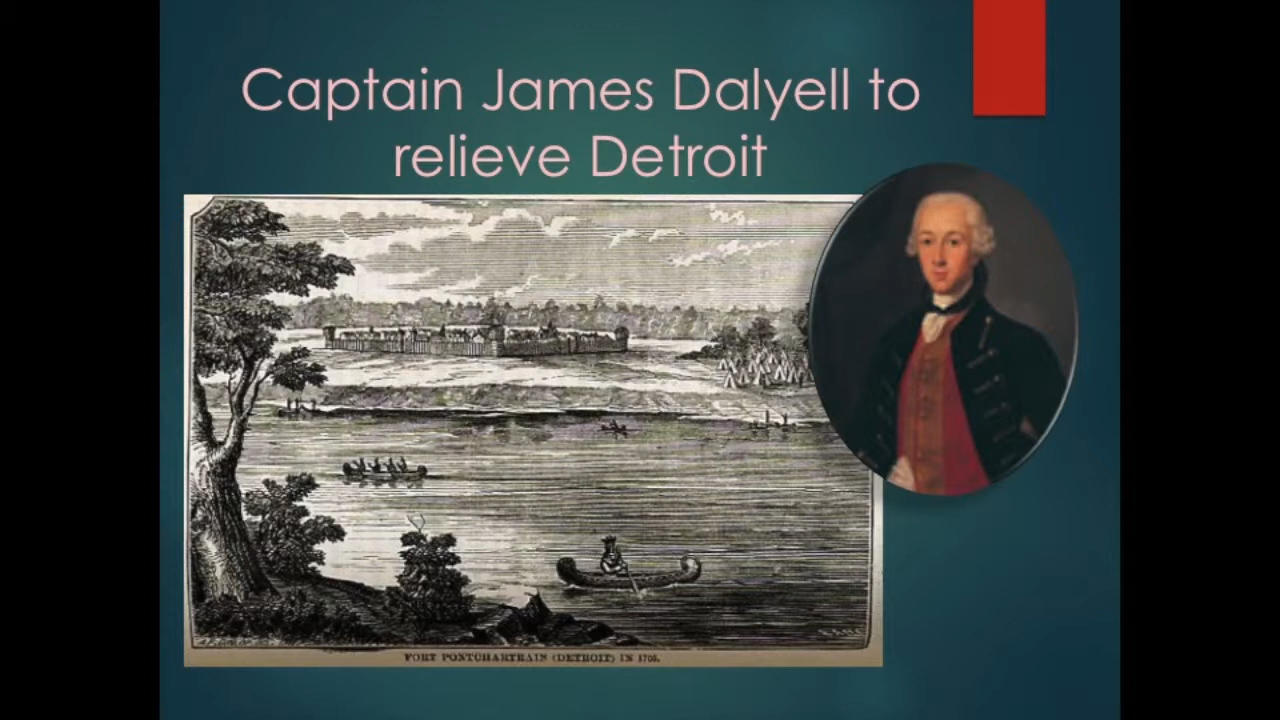 Captain James Dalyell to
relieve Detroit
FORT PONTCHARTRAIN (DETROIT) IN 1705.